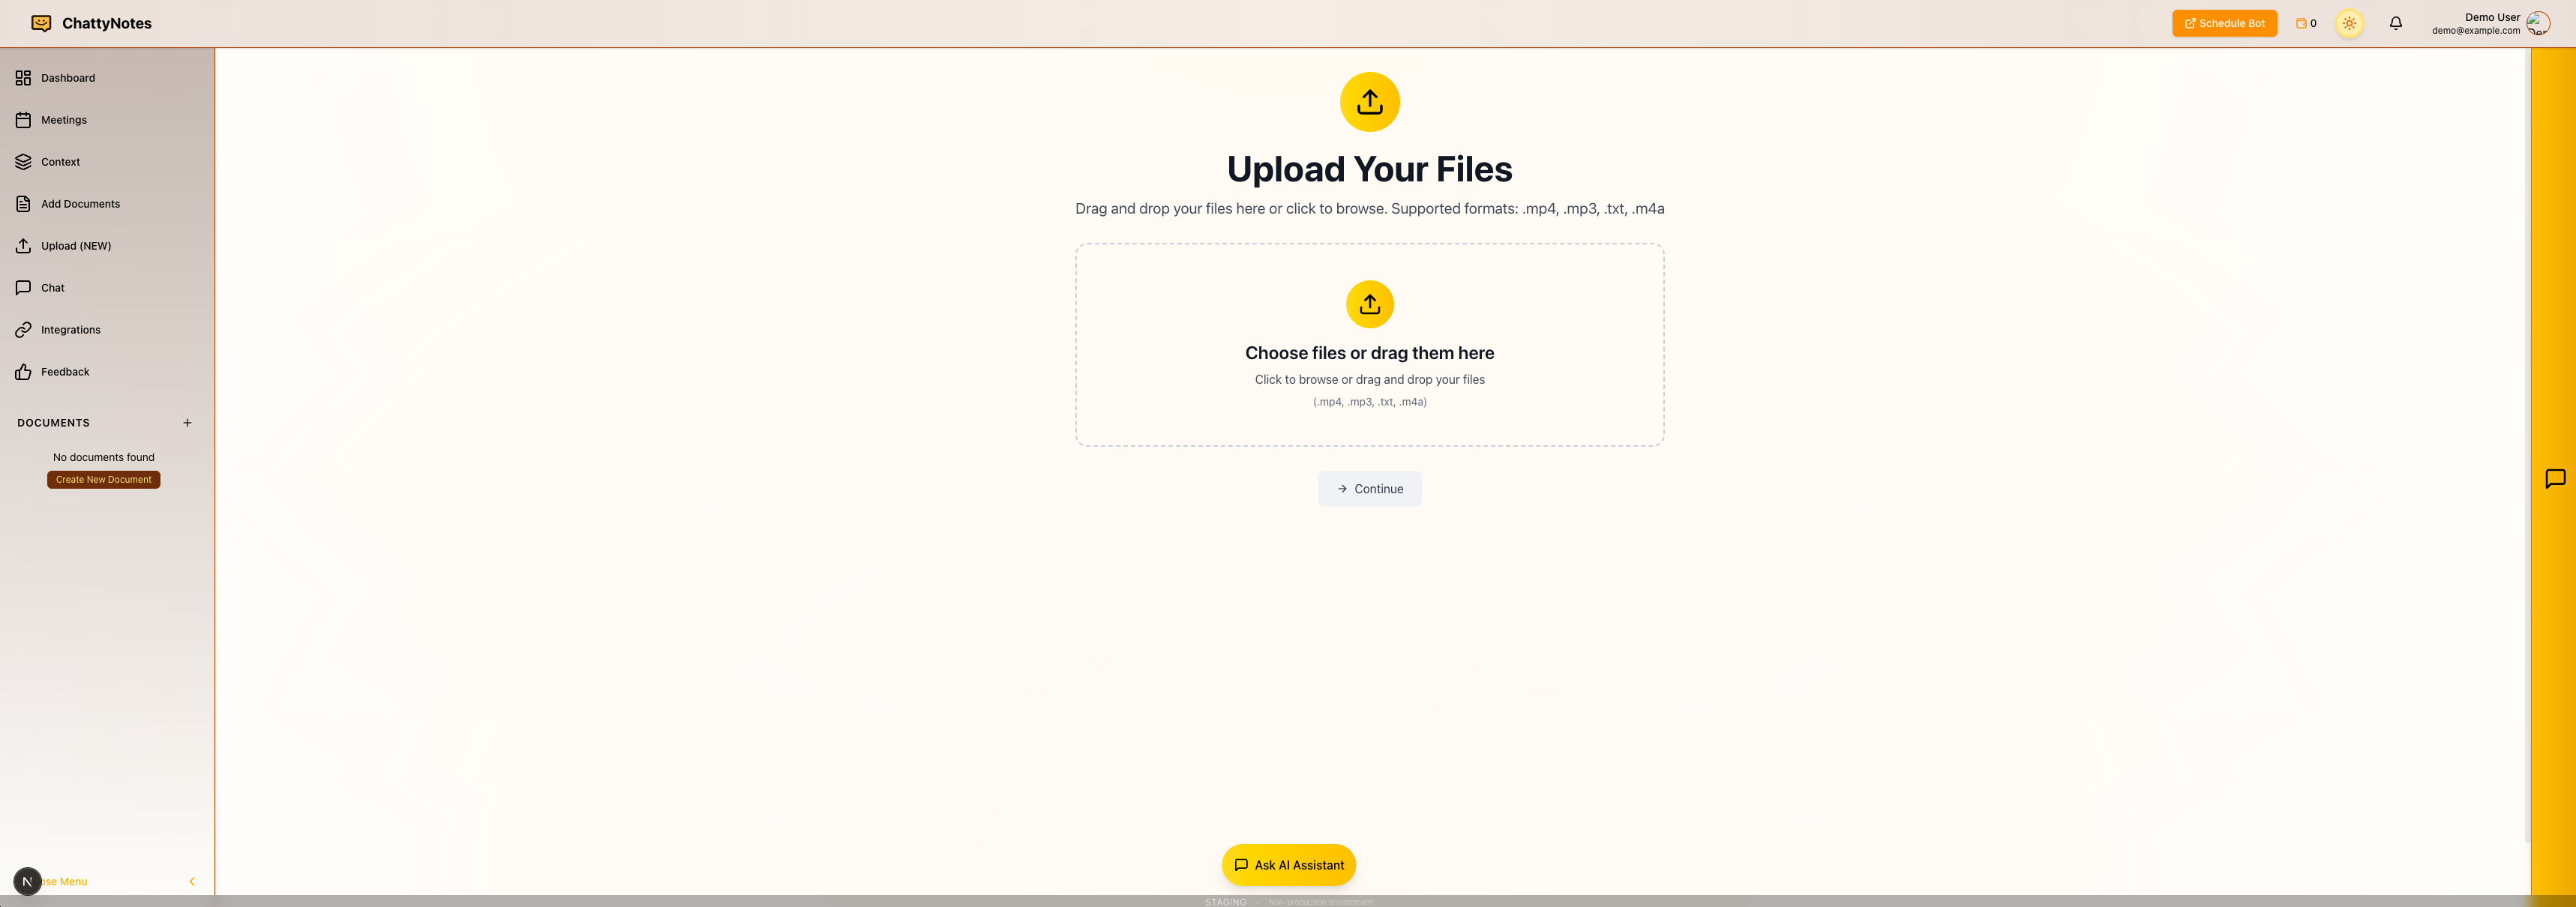 ChattyNotes
Schedule Bot
0
Demo User
demo@example.com
Dashboard
Meetings
Context
Add Documents
Upload (NEW)
Chat
Integrations
Feedback
DOCUMENTS
No documents found
Create New Document
N
ose Menu
Upload Your Files
Drag and drop your files here or click to browse. Supported formats: .mp4, .mp3, .txt, .m4a
Choose files or drag them here
Click to browse or drag and drop your files
(.mp4, .mp3, .txt, .m4a)
Continue
Ask AI Assistant
STAGING • Non-production environment